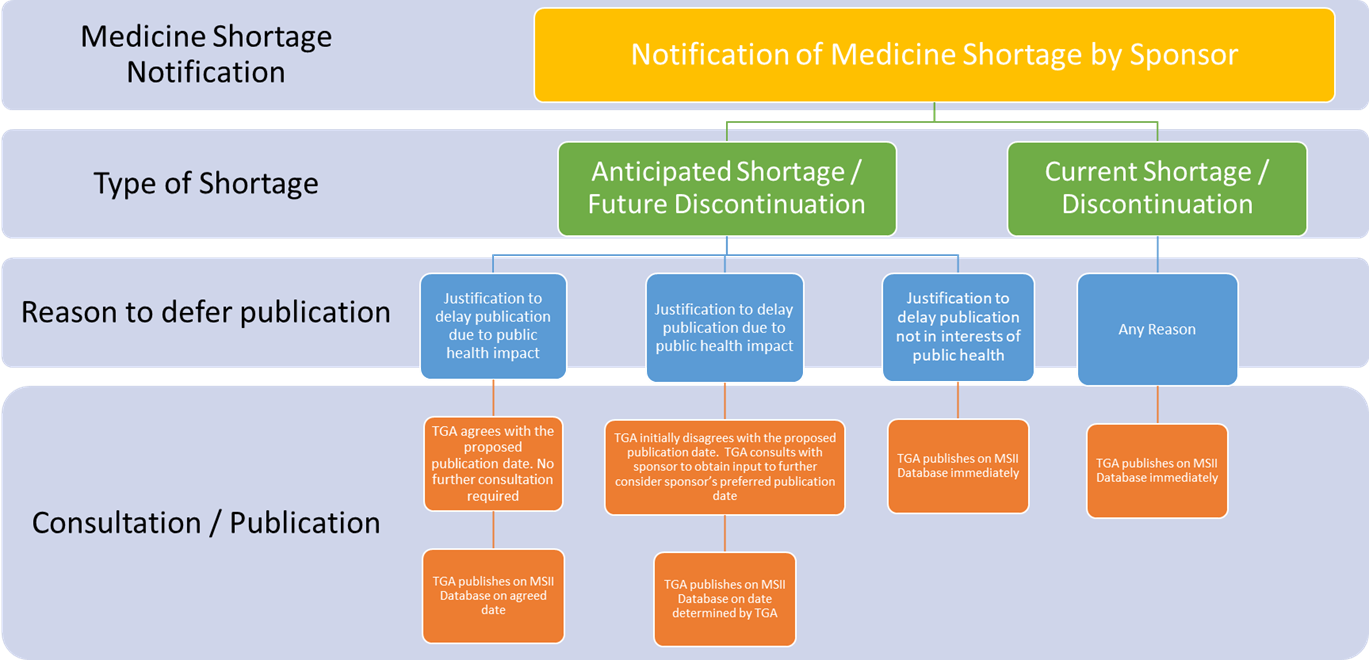 Medicine Shortage
Notification
Notification of Medicine Shortage by Sponsor
Type of Shortage
Anticipated Shortage /
Future Discontinuation
Current Shortage /
Discontinuation
Reason to defer publication
Justification to
delay publication
due to public
health impact
Justification to delay
publication due to
public health impact
Justification to
delay publication
not in interests of
public health
Any Reason
Consultation / Publication
TGA agrees with the
proposed
publication date. No
further consultation
required
TGA initially disagrees with the proposed
publication date.  TGA consults with
sponsor to obtain input to further
consider sponsor's preferred publication
date
TGA publishes on MSII
Database immediately
TGA publishes on MSII
Database immediately
TGA publishes on MSII
Database on agreed
date
TGA publishes on MSII
Database on date
determined by TGA